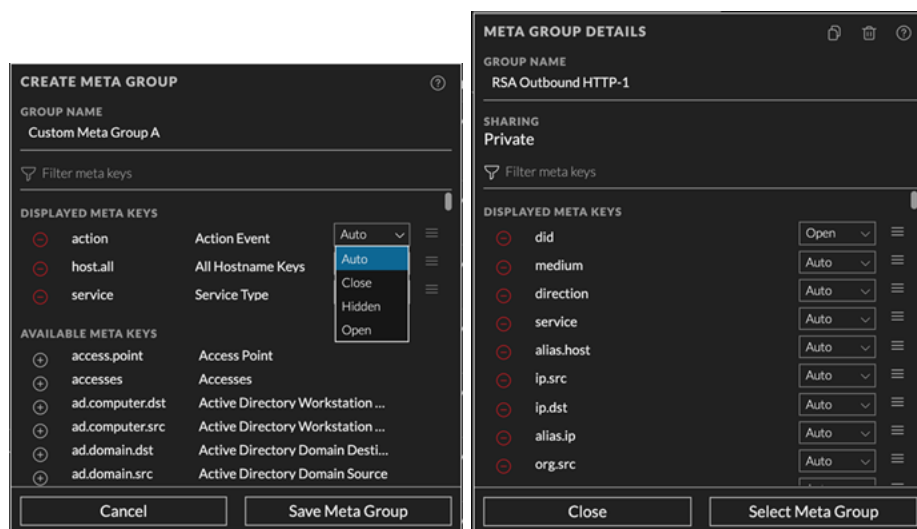 CREATE META GROUP
GROUP NAME
Custom Meta Group A
Filter meta keys
DISPLAYED META KEYS
action Action Event Auto
host.all All Hostname Keys
service Service Type
Auto
Close
Hidden
Open
AVAILABLE META KEYS
access.point Access Point
accesses Accesses
ad.computer.dst Active Directory Workstation ...
ad.computer.src Active Directory Workstation ...
ad.domain.dst Active Directory Domain Desti...
ad.domain.src Active Directory Domain Source
Cancel Save Meta Group
META GROUP DETAILS
GROUP NAME
RSA Outbound HTTP-1
SHARING
Private
Filter meta keys
DISPLAYED META KEYS
did Open
medium Auto
direction Auto
service Auto
alias.host Auto
ip.src Auto
ip.dst Auto
alias.ip Auto
org.src Auto
Close Select Meta Group